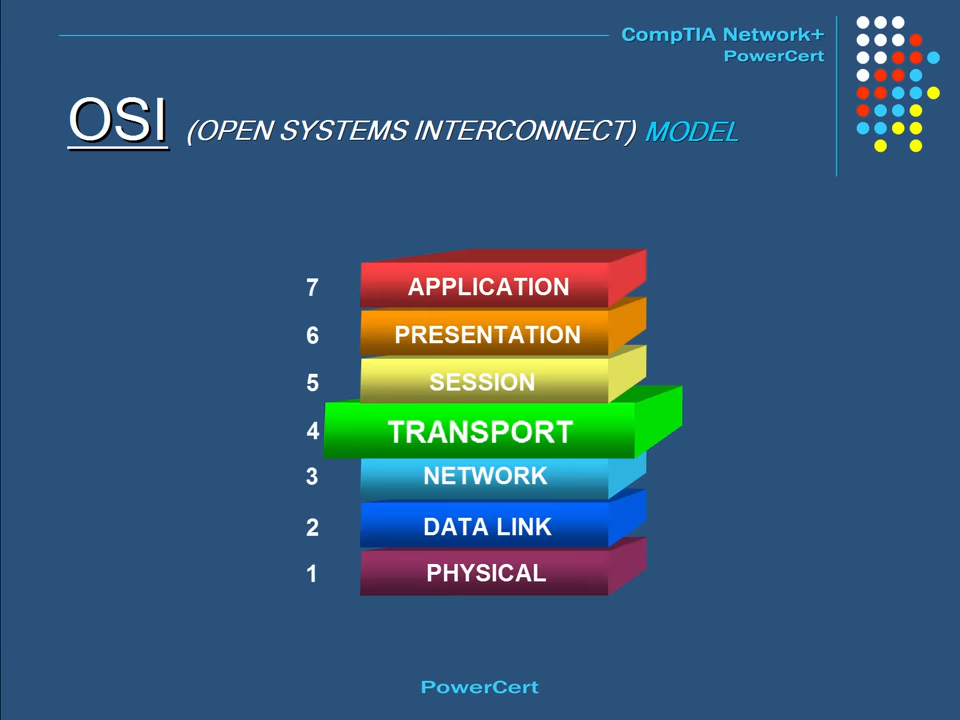 CompTIA Network+
PowerCert
OSI (OPEN SYSTEMS INTERCONNECT) MODEL
7 APPLICATION
6 PRESENTATION
5 SESSION
4 TRANSPORT
3 NETWORK
2 DATA LINK
1 PHYSICAL
PowerCert